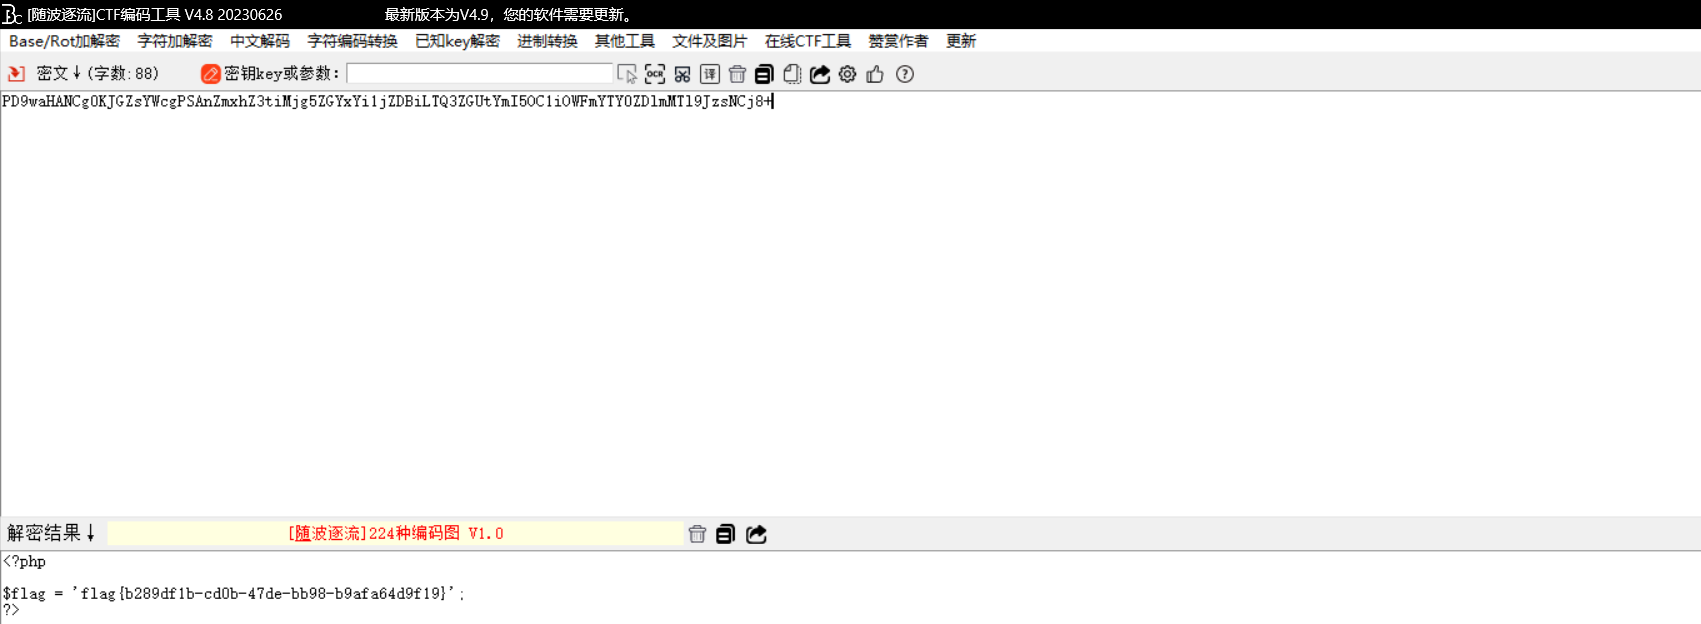 [随波逐流]CTF编码工具 V4.8 20230626 最新版本为V4.9，您的软件需要更新。
Base/Rot加解密 字符加解密 中文解码 字符编码转换 已知key解密 进制转换 其他工具 文件及图片 在线CTF工具 赞赏作者 更新
密文↓(字数:88) 密钥key或参数: OCR 译
PD9waHANCg0KJGZsYWcgPSAnZmxhZ3tiMjg5ZGYxYi1jZDBiLTQ3ZGUtYmI5OC1iOWFmYTY0ZDlmMTl9JzsNCj8+
解密结果↓ [随波逐流]224种编码图 V1.0
<?php
$flag = 'flag{b289df1b-cd0b-47de-bb98-b9afa64d9f19}';
?>